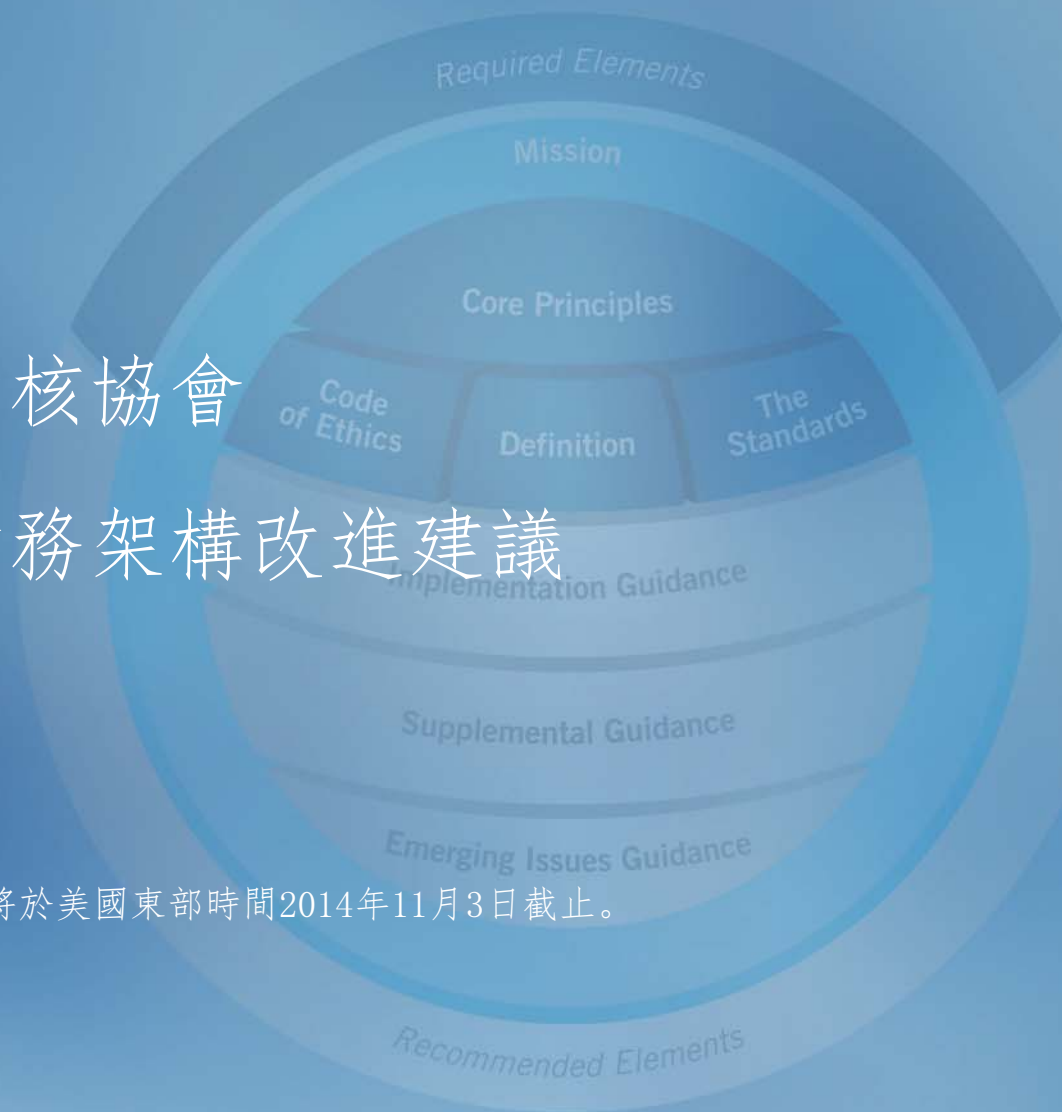 Required Elements
Mission
Core Principles
Code
of Ethics
Definition
The
Standards
核協會
務架構改進建議
Implementation Guidance
Supplemental Guidance
Emerging Issues Guidance
將於美國東部時間2014年11月3日截止。
Recommended Elements